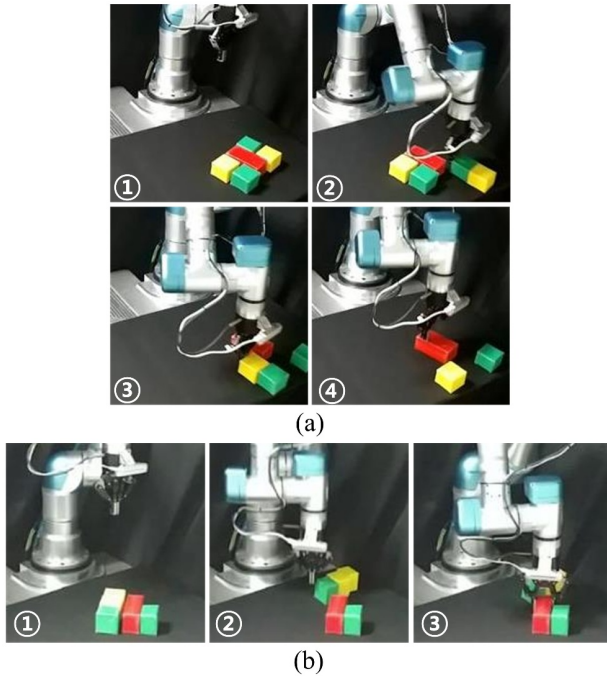 ① ②
③ ④
(a)
① ② ③
(b)